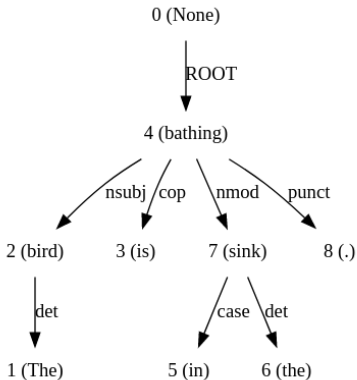 0 (None)
ROOT
4 (bathing)
nsubj cop nmod punct
2 (bird) 3 (is) 7 (sink) 8 (.)
det case det
1 (The) 5 (in) 6 (the)